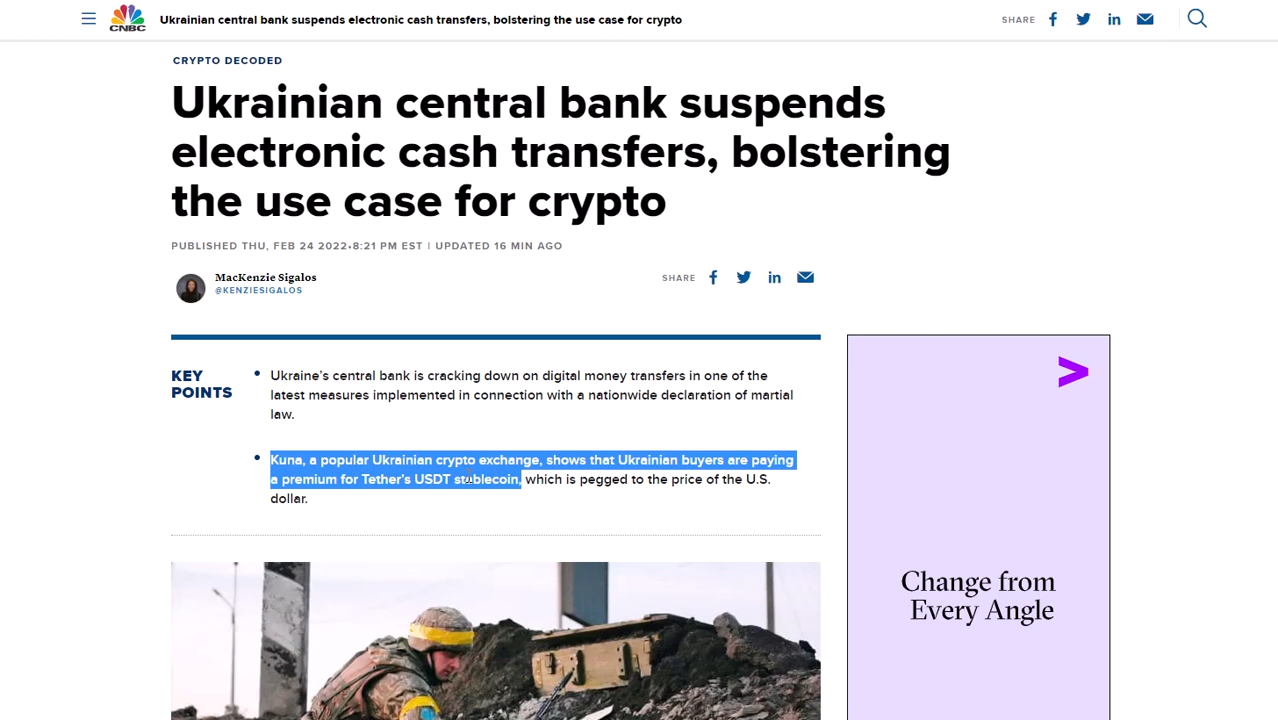 CNBC
Ukrainian central bank suspends electronic cash transfers, bolstering the use case for crypto
SHARE
CRYPTO DECODED
Ukrainian central bank suspends
electronic cash transfers, bolstering
the use case for crypto
PUBLISHED THU, FEB 24 2022•8:21 PM EST | UPDATED 16 MIN AGO
MacKenzie Sigalos
@KENZIESIGALOS
SHARE
KEY
POINTS
Ukraine’s central bank is cracking down on digital money transfers in one of the
latest measures implemented in connection with a nationwide declaration of martial
law.
Kuna, a popular Ukrainian crypto exchange, shows that Ukrainian buyers are paying
a premium for Tether’s USDT stablecoin, which is pegged to the price of the U.S.
dollar.
>
Change from
Every Angle